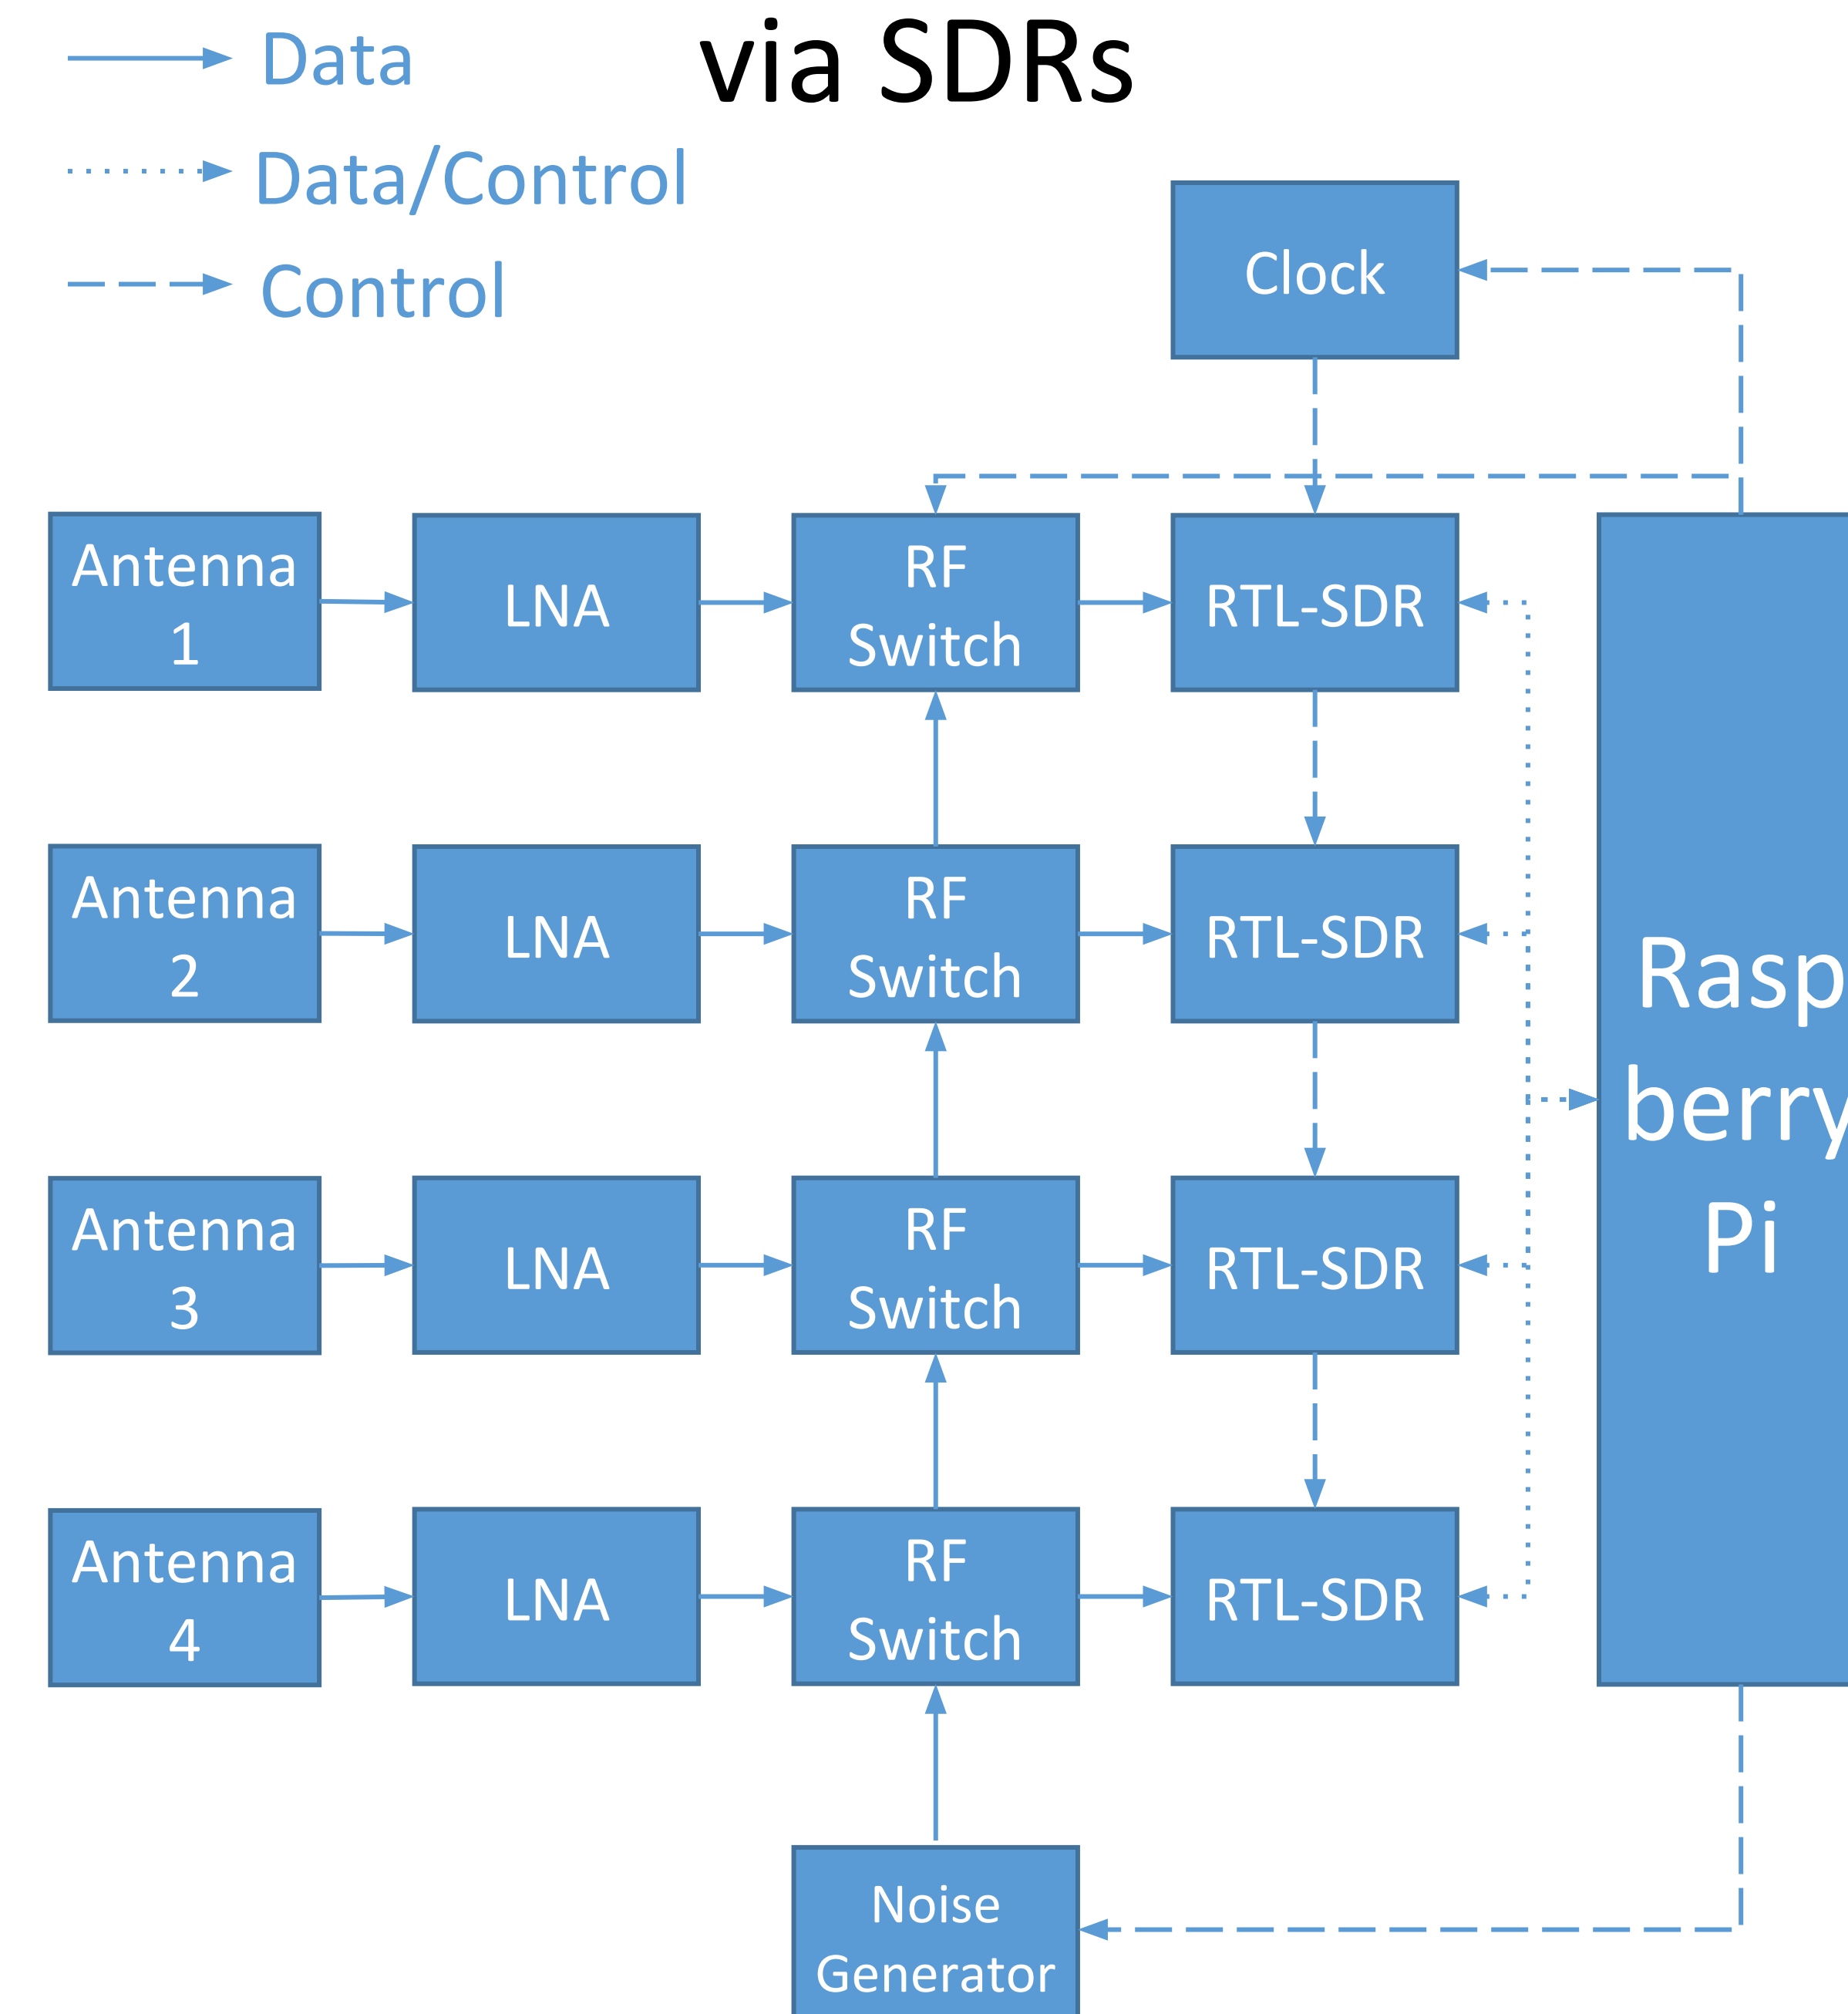 via SDRs
Data
Data/Control
Control
Clock
Antenna
1
LNA
RF
Switch
RTL-SDR
Antenna
2
LNA
RF
Switch
RTL-SDR
Rasp
berry
Pi
Antenna
3
LNA
RF
Switch
RTL-SDR
Antenna
4
LNA
RF
Switch
RTL-SDR
Noise
Generator